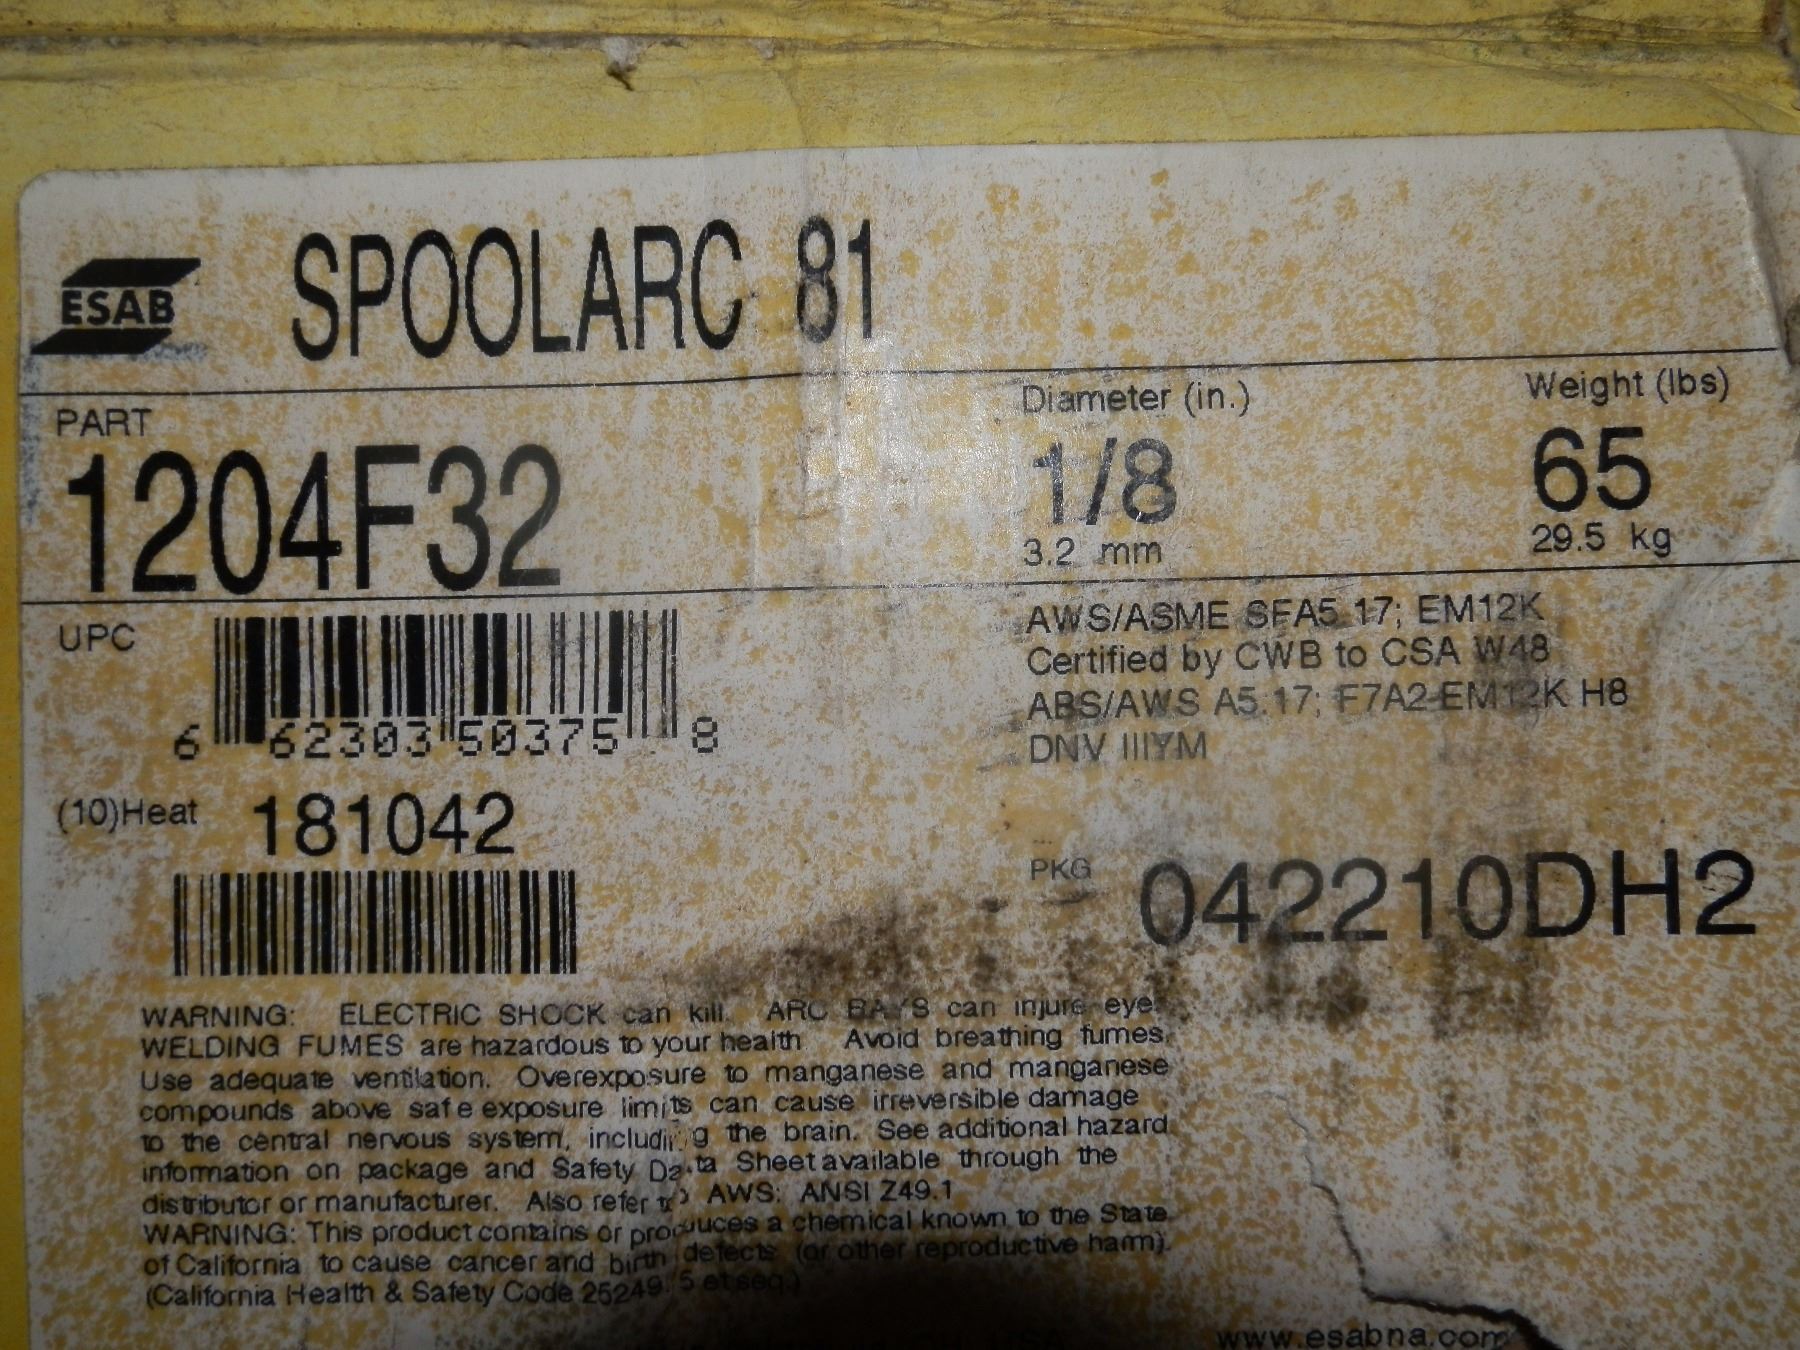 ESAB SPOOLARC 81
PART
1204F32
Diameter (in.)
1/8
3.2 mm
Weight (lbs)
65
29.5 kg
UPC
6 62303 50375 8
AWS/ASME SFA5.17; EM12K
Certified by CWB to CSA W48
ABS/AWS A5.17; F7A2-EM12K H8
DNV IIIYM
(10)Heat 181042
PKG 042210DH2
WARNING: ELECTRIC SHOCK can kill. ARC RAYS can injure eye.
WELDING FUMES are hazardous to your health. Avoid breathing fumes.
Use adequate ventilation. Overexposure to manganese and manganese
compounds above safe exposure limits can cause irreversible damage
to the central nervous system, including the brain. See additional hazard
information on package and Safety Data Sheet available through the
distributor or manufacturer. Also refer to AWS: ANSI Z49.1
WARNING: This product contains or produces a chemical known to the State
of California to cause cancer and birth defects (or other reproductive harm).
(California Health & Safety Code 25249.5 et seq.)
USA
www.esabna.com